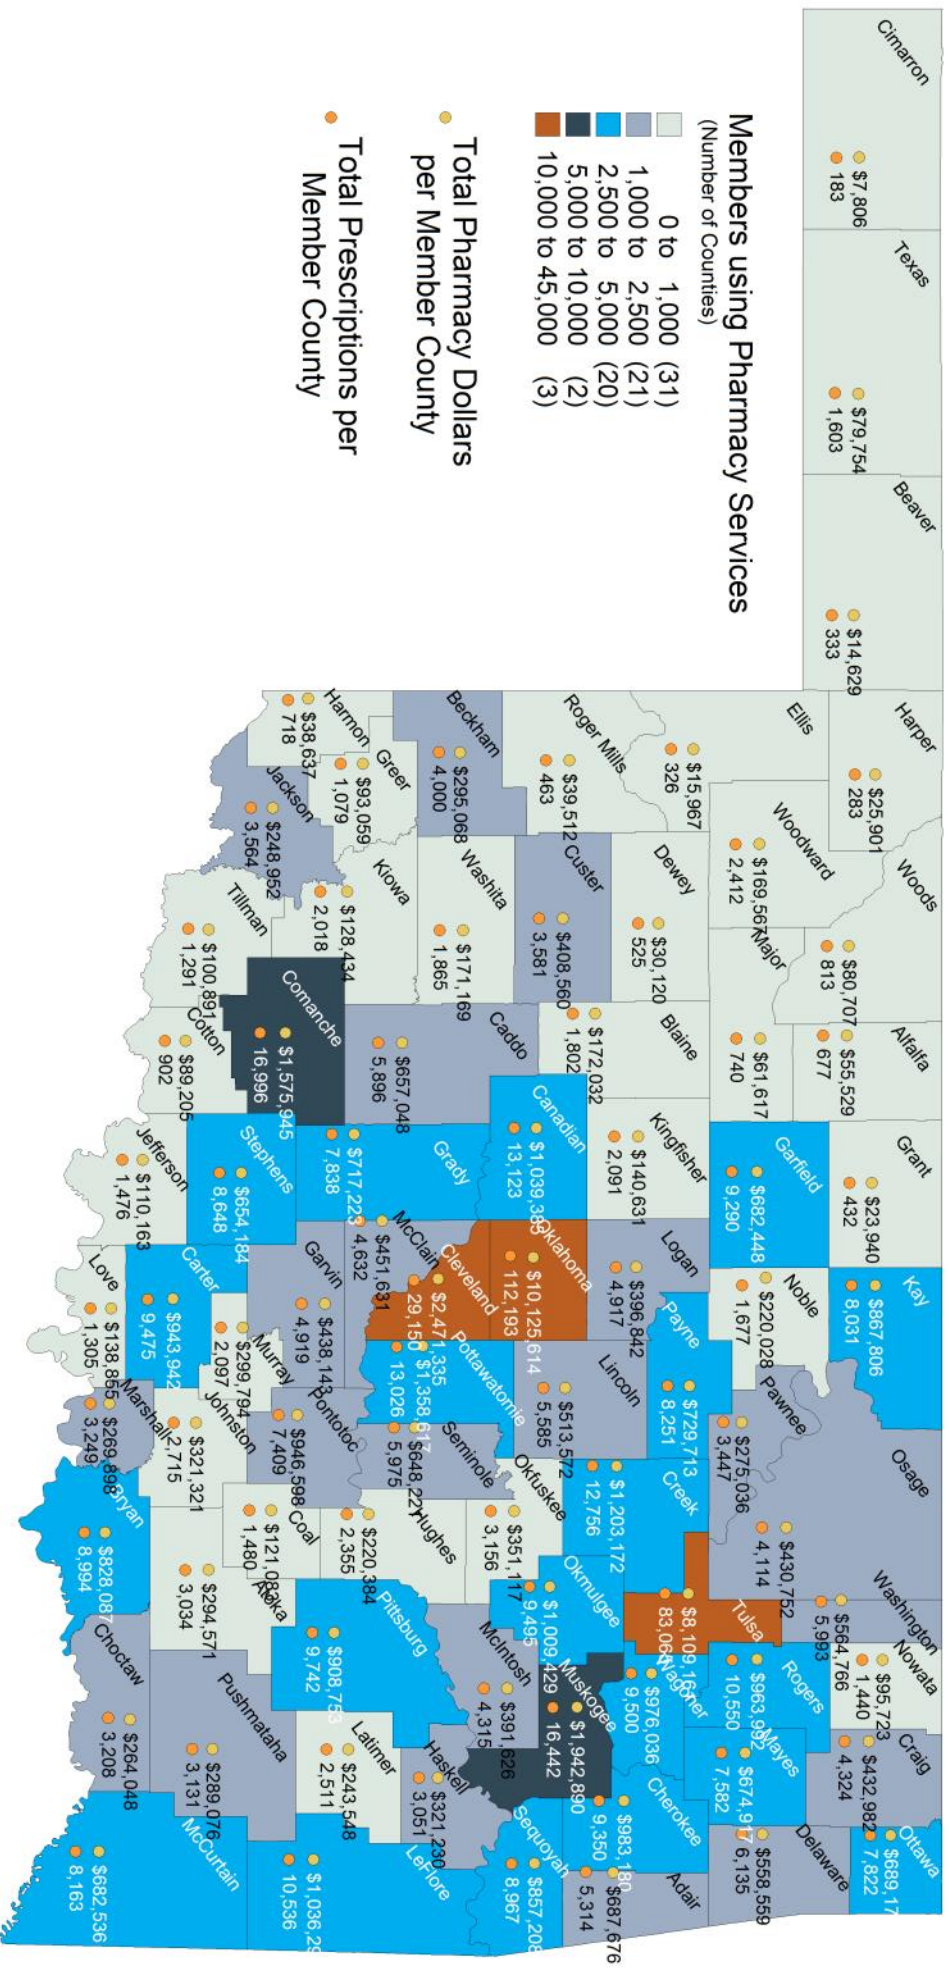 Cimarron
$7,806
183
Texas
$79,754
1,603
Beaver
$14,629
333
Harper
$25,901
283
Woods
$80,707
813
Alfalfa
$55,529
677
Grant
$23,940
432
Kay
$867,806
8,031
Osage
$430,752
4,114
Washington
$564,766
5,993
Nowata
$95,723
1,440
Craig
$432,982
4,324
Ottawa
$689,17
7,822
Ellis
$15,967
326
Woodward
$169,567
2,412
Major
$61,617
740
Garfield
$682,448
9,290
Noble
$220,028
1,677
Pawnee
$275,036
3,447
Rogers
$963,992
10,550
Mayes
$674,917
7,582
Delaware
$558,559
6,135
Members using Pharmacy Services
(Number of Counties)
0 to 1,000 (31)
1,000 to 2,500 (21)
2,500 to 5,000 (20)
5,000 to 10,000 (2)
10,000 to 45,000 (3)
Total Pharmacy Dollars
per Member County
Total Prescriptions per
Member County
Roger Mills
$39,512
463
Dewey
$30,120
525
Blaine
$172,032
1,802
Kingfisher
$140,631
2,091
Logan
$396,842
4,917
Payne
$729,713
8,251
Creek
$1,203,172
12,756
Tulsa
$8,109,16
83,06
Wagoner
$976,036
9,500
Cherokee
$983,180
9,350
Adair
$687,676
5,314
Custer
$408,560
3,581
Canadian
$1,039,38
13,123
Oklahoma
$10,125,614
112,193
Lincoln
$513,572
5,585
Okfuskee
$351,117
3,156
Okmulgee
$1,009,429
9,495
Muskogee
$1,942,890
16,442
Sequoyah
$857,208
8,967
Beckham
$295,068
4,000
Washita
$171,169
1,865
Caddo
$657,048
5,896
Grady
$717,223
7,838
McClain
$451,631
4,632
Cleveland
$2,471,335
29,150
Pottawatomie
$1,358,617
13,026
Seminole
$648,221
5,975
Hughes
$220,384
2,355
McIntosh
$391,626
4,315
Haskell
$321,230
3,051
Harmon
$38,637
718
Greer
$93,059
1,079
Kiowa
$128,434
2,018
Jackson
$248,952
3,564
Tillman
$100,891
1,291
Comanche
$1,575,945
16,996
Cotton
$89,205
902
Stephens
$654,184
8,648
Garvin
$438,143
4,919
Pontotoc
$946,598
7,409
Coal
$121,08
1,480
Pittsburg
$908,753
9,742
Latimer
$243,548
2,511
LeFlore
$1,036,29
10,536
Jefferson
$110,163
1,476
Carter
$943,942
9,475
Murray
$299,794
2,097
Johnston
$321,321
2,715
Atoka
$294,571
3,034
Pushmataha
$289,076
3,131
McCurtain
$682,536
8,163
Love
$138,855
1,305
Marshall
$269,898
3,249
Bryan
$828,087
8,994
Choctaw
$264,048
3,208